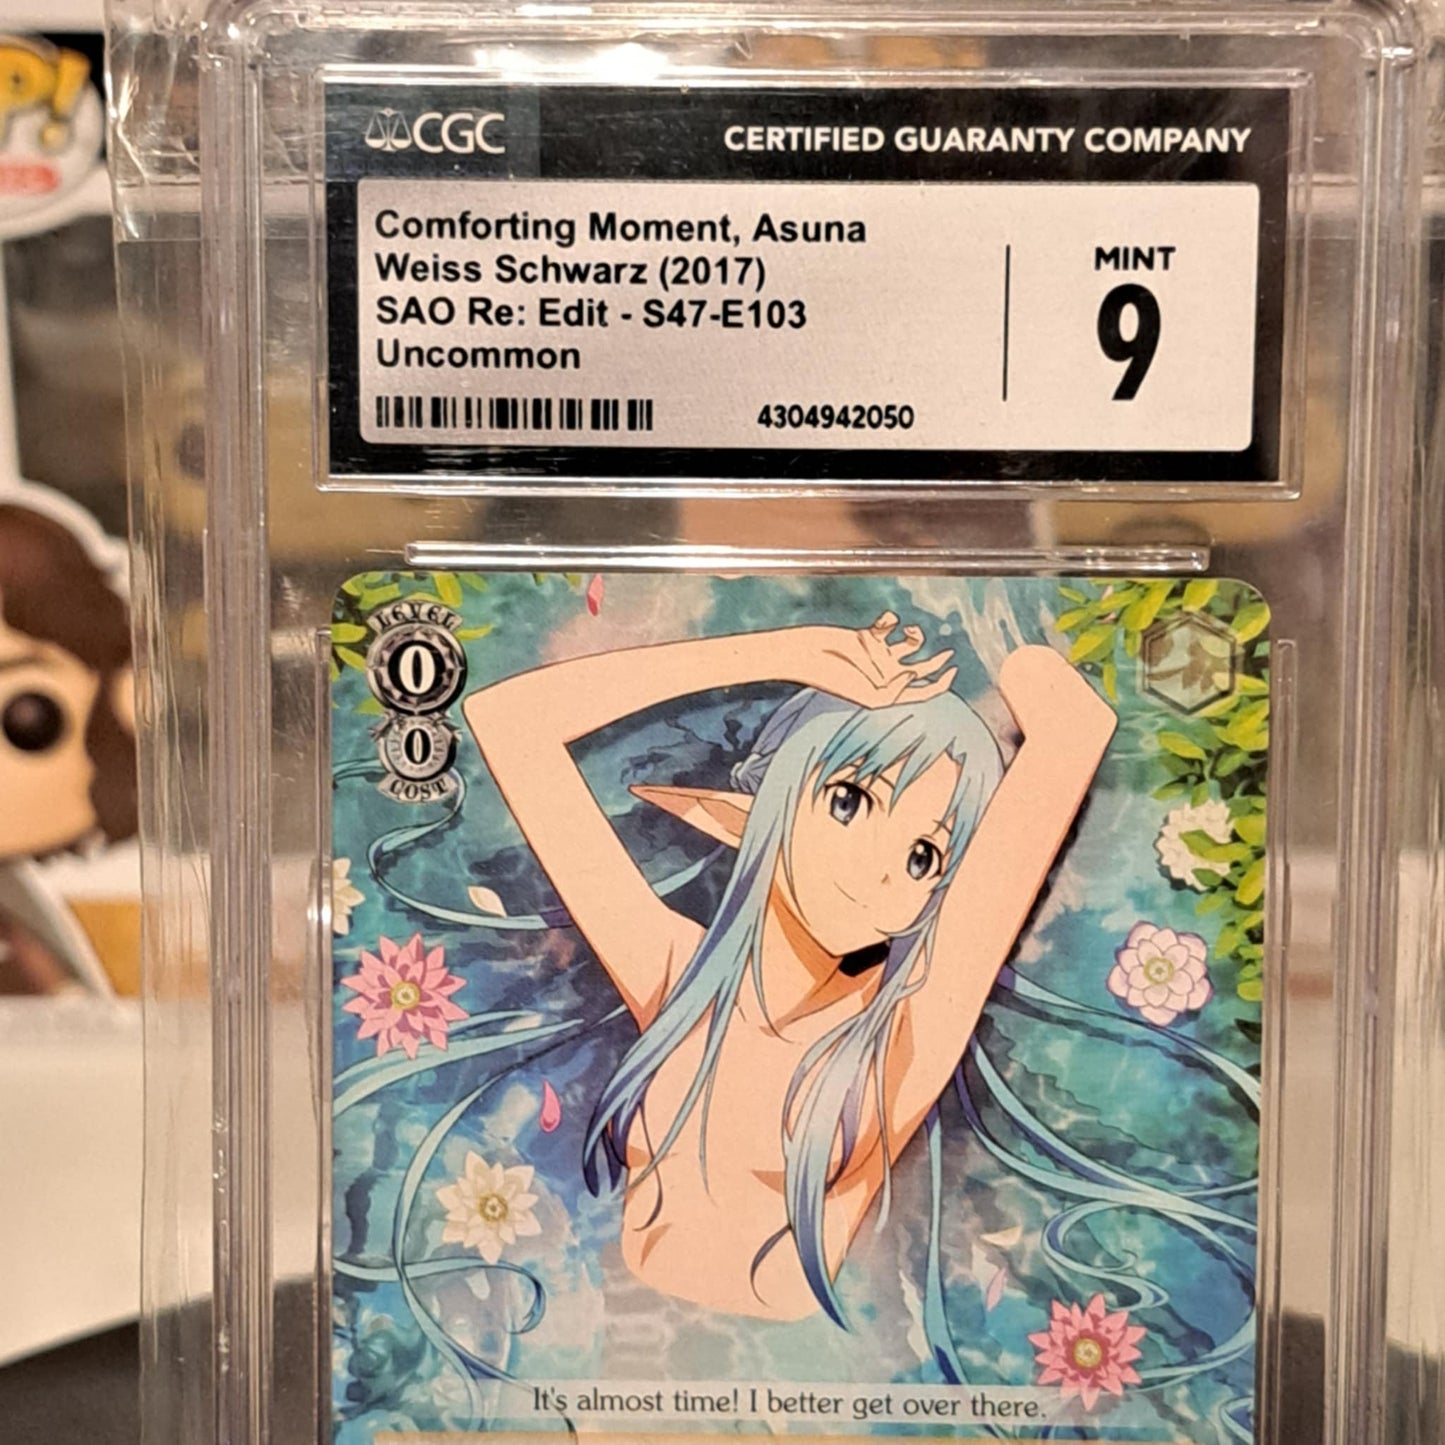 P!
CGC
CERTIFIED GUARANTY COMPANY
Comforting Moment, Asuna
Weiss Schwarz (2017)
SAO Re: Edit - S47-E103
Uncommon
4304942050
MINT
9
LEVEL
0
0
COST
It's almost time! I better get over there.